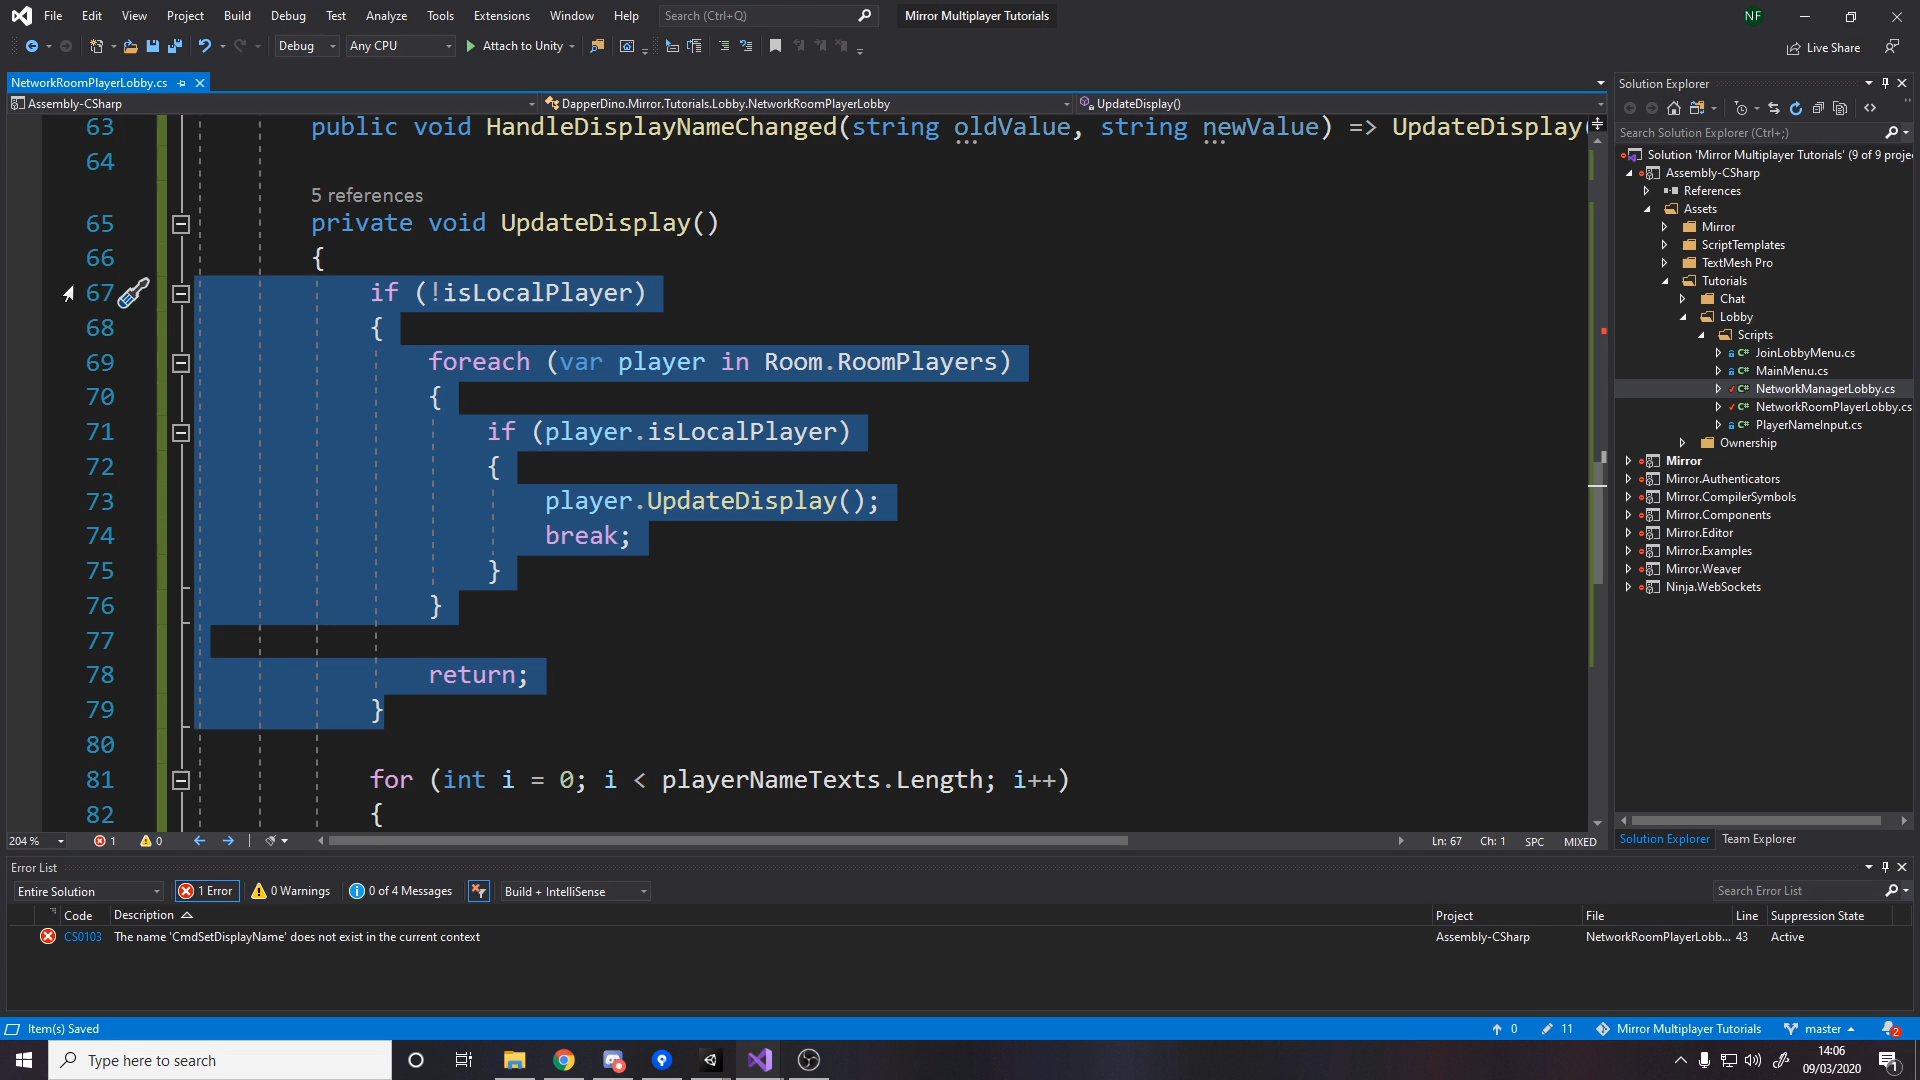 File Edit View Project Build Debug Test Analyze Tools Extensions Window Help Search (Ctrl+Q) Mirror Multiplayer Tutorials NF
Debug Any CPU Attach to Unity Live Share
NetworkRoomPlayerLobby.cs
Assembly-CSharp DapperDino.Mirror.Tutorials.Lobby.NetworkRoomPlayerLobby UpdateDisplay()
63 public void HandleDisplayNameChanged(string oldValue, string newValue) => UpdateDisplay(
64
5 references
65 private void UpdateDisplay()
66 {
67 if (!isLocalPlayer)
68 {
69 foreach (var player in Room.RoomPlayers)
70 {
71 if (player.isLocalPlayer)
72 {
73 player.UpdateDisplay();
74 break;
75 }
76 }
77
78 return;
79 }
80
81 for (int i = 0; i < playerNameTexts.Length; i++)
82 {
204 % 1 0 Ln: 67 Ch: 1 SPC MIXED
Solution Explorer
Search Solution Explorer (Ctrl+;)
Solution 'Mirror Multiplayer Tutorials' (9 of 9 proje
Assembly-CSharp
References
Assets
Mirror
ScriptTemplates
TextMesh Pro
Tutorials
Chat
Lobby
Scripts
C# JoinLobbyMenu.cs
C# MainMenu.cs
C# NetworkManagerLobby.cs
C# NetworkRoomPlayerLobby.cs
C# PlayerNameInput.cs
Ownership
Mirror
Mirror.Authenticators
Mirror.CompilerSymbols
Mirror.Components
Mirror.Editor
Mirror.Examples
Mirror.Weaver
Ninja.WebSockets
Solution Explorer Team Explorer
Error List
Entire Solution 1 Error 0 Warnings 0 of 4 Messages Build + IntelliSense Search Error List
Code Description Project File Line Suppression State
CS0103 The name 'CmdSetDisplayName' does not exist in the current context Assembly-CSharp NetworkRoomPlayerLobb... 43 Active
Item(s) Saved 0 11 Mirror Multiplayer Tutorials master 2
Type here to search
14:06
09/03/2020
1